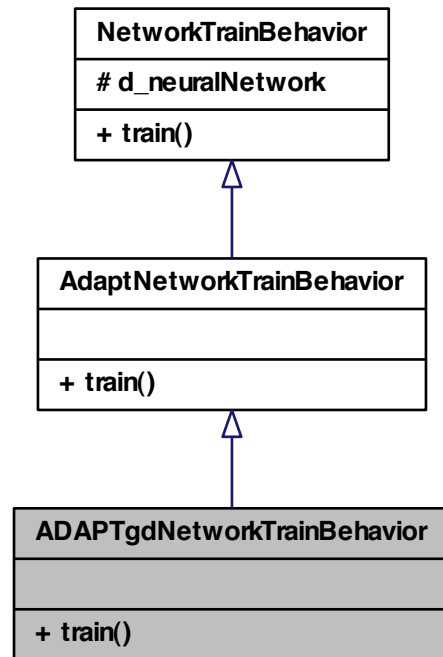 NetworkTrainBehavior
# d_neuralNetwork
+ train()
AdaptNetworkTrainBehavior
+ train()
ADAPTgdNetworkTrainBehavior
+ train()